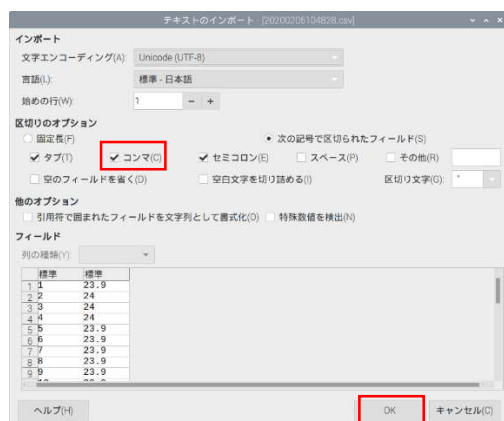 テキストのインポート - [20200206104828.csv]
インポート
文字エンコーディング(A): Unicode (UTF-8)
言語(L): 標準 - 日本語
始めの行(W): 1 - +
区切りのオプション
固定長(F) 次の記号で区切られたフィールド(S)
タブ(T) コンマ(C) セミコロン(E) スペース(P) その他(R)
空のフィールドを省く(D) 空白文字を切り詰める(I) 区切り文字(G): "
他のオプション
引用符で囲まれたフィールドを文字列として書式化(O) 特殊数値を検出(N)
フィールド
列の種類(Y):
標準 標準
1 1 23.9
2 2 24
3 3 24
4 4 24
5 5 23.9
6 6 23.9
7 7 23.9
8 8 23.9
9 9 23.9
ヘルプ(H) OK キャンセル(C)